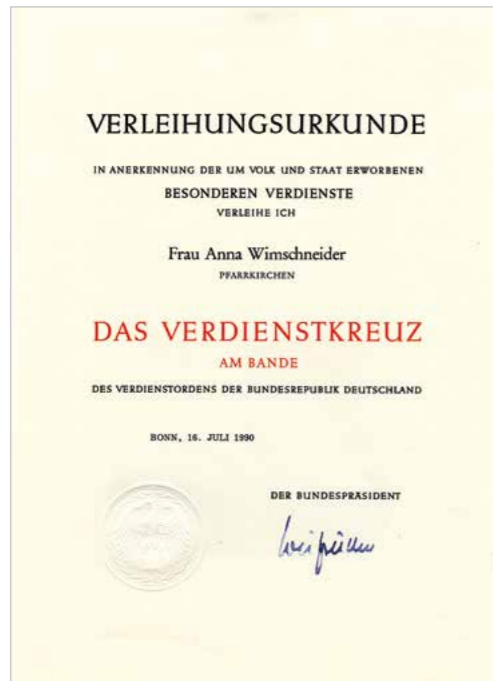 VERLEIHUNGSURKUNDE
IN ANERKENNUNG DER UM VOLK UND STAAT ERWORBENEN
BESONDEREN VERDIENSTE
VERLEIHE ICH
Frau Anna Wimschneider
PFARRKIRCHEN
DAS VERDIENSTKREUZ
AM BANDE
DES VERDIENSTORDENS DER BUNDESREPUBLIK DEUTSCHLAND
BONN, 16. JULI 1990
DER BUNDESPRÄSIDENT